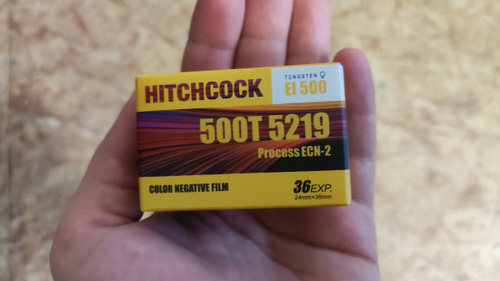 HITCHCOCK
TUNGSTEN
EI 500
500T 5219
Process ECN-2
COLOR NEGATIVE FILM
36EXP.
24mm×36mm